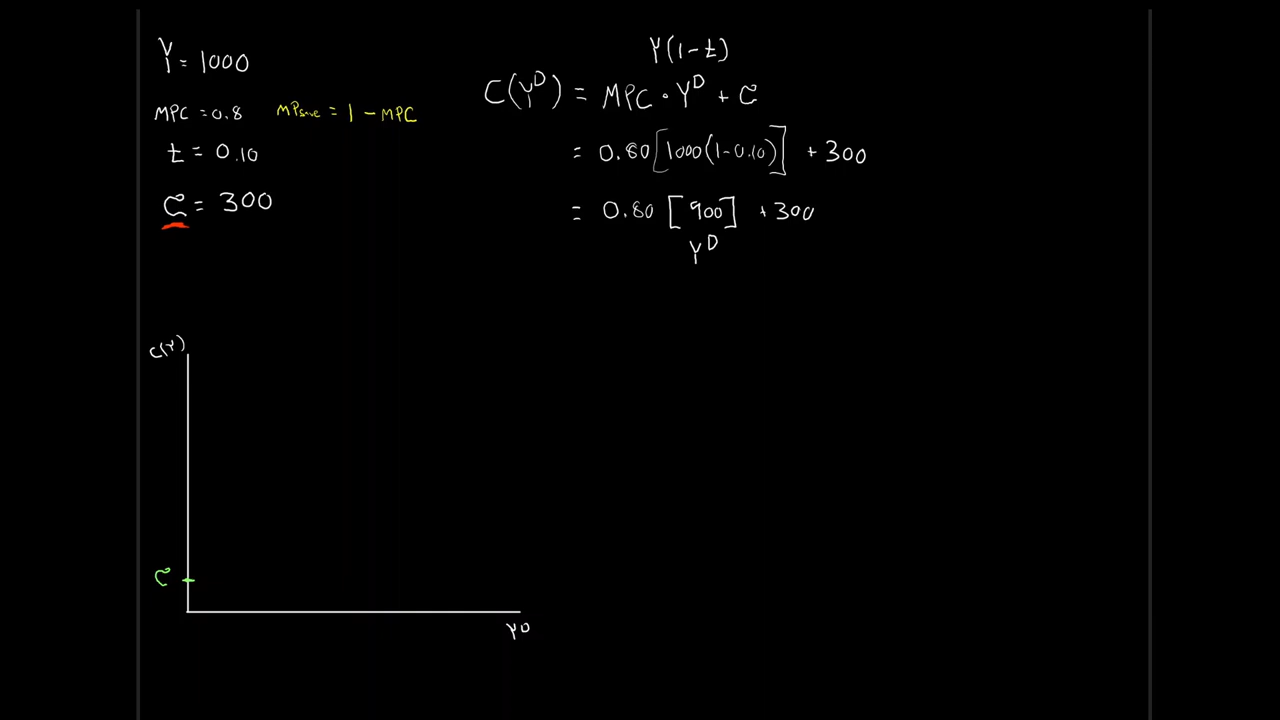 Y = 1000
MPC = 0.8 MPsave = 1 - MPC
t = 0.10
C̄ = 300
Y(1-t)
C(Y^D) = MPC · Y^D + C̄
= 0.80[1000(1-0.10)] + 300
= 0.80 [900] + 300
Y^D
C(Y)
C̄
YD